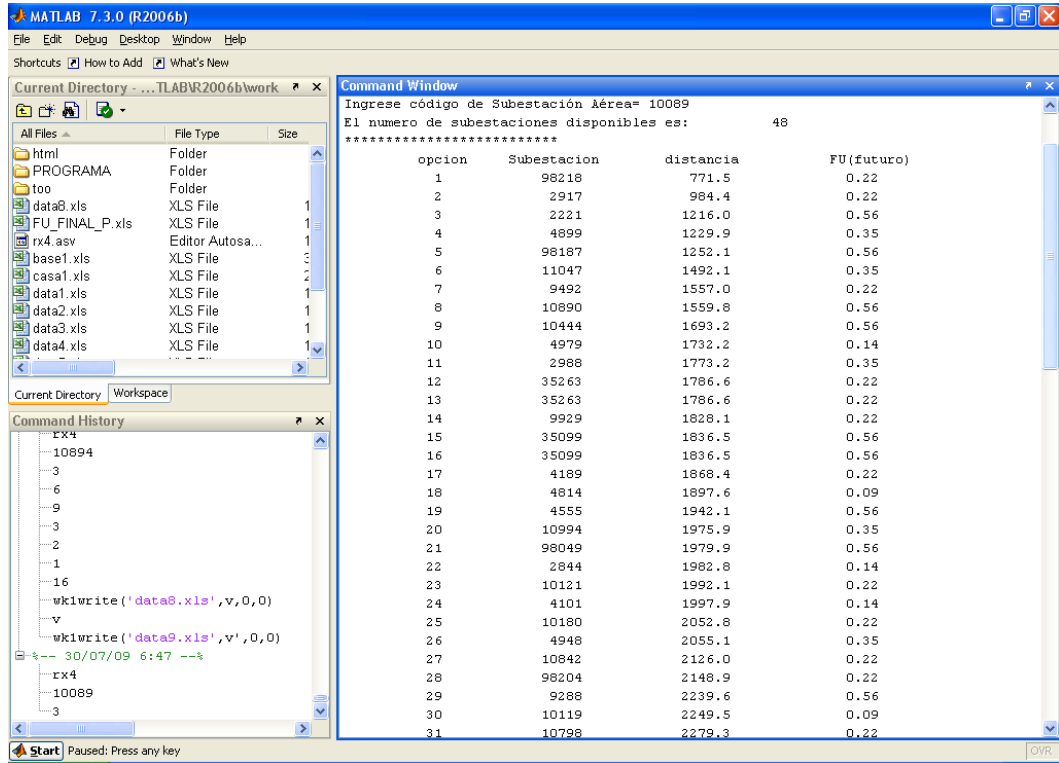 MATLAB 7.3.0 (R2006b)
File Edit Debug Desktop Window Help
Shortcuts How to Add What's New
Current Directory - ...TLAB\R2006b\work
All Files File Type Size
html Folder
PROGRAMA Folder
too Folder
data8.xls XLS File 1
FU_FINAL_P.xls XLS File 1
rx4.asv Editor Autosa... 1
base1.xls XLS File 3
casa1.xls XLS File 2
data1.xls XLS File 1
data2.xls XLS File 1
data3.xls XLS File 1
data4.xls XLS File 1
Current Directory Workspace
Command History
rx4
10894
3
6
9
3
2
1
16
wk1write('data8.xls',v,0,0)
v
wk1write('data9.xls',v',0,0)
%-- 30/07/09 6:47 --%
rx4
10089
3
Command Window
Ingrese código de Subestación Aérea= 10089
El numero de subestaciones disponibles es: 48
**************************
opcion Subestacion distancia FU(futuro)
1 98218 771.5 0.22
2 2917 984.4 0.22
3 2221 1216.0 0.56
4 4899 1229.9 0.35
5 98187 1252.1 0.56
6 11047 1492.1 0.35
7 9492 1557.0 0.22
8 10890 1559.8 0.56
9 10444 1693.2 0.56
10 4979 1732.2 0.14
11 2988 1773.2 0.35
12 35263 1786.6 0.22
13 35263 1786.6 0.22
14 9929 1828.1 0.22
15 35099 1836.5 0.56
16 35099 1836.5 0.56
17 4189 1868.4 0.22
18 4814 1897.6 0.09
19 4555 1942.1 0.56
20 10994 1975.9 0.35
21 98049 1979.9 0.56
22 2844 1982.8 0.14
23 10121 1992.1 0.22
24 4101 1997.9 0.14
25 10180 2052.8 0.22
26 4948 2055.1 0.35
27 10842 2126.0 0.22
28 98204 2148.9 0.22
29 9288 2239.6 0.56
30 10119 2249.5 0.09
31 10798 2279.3 0.22
Start Paused: Press any key
OVR